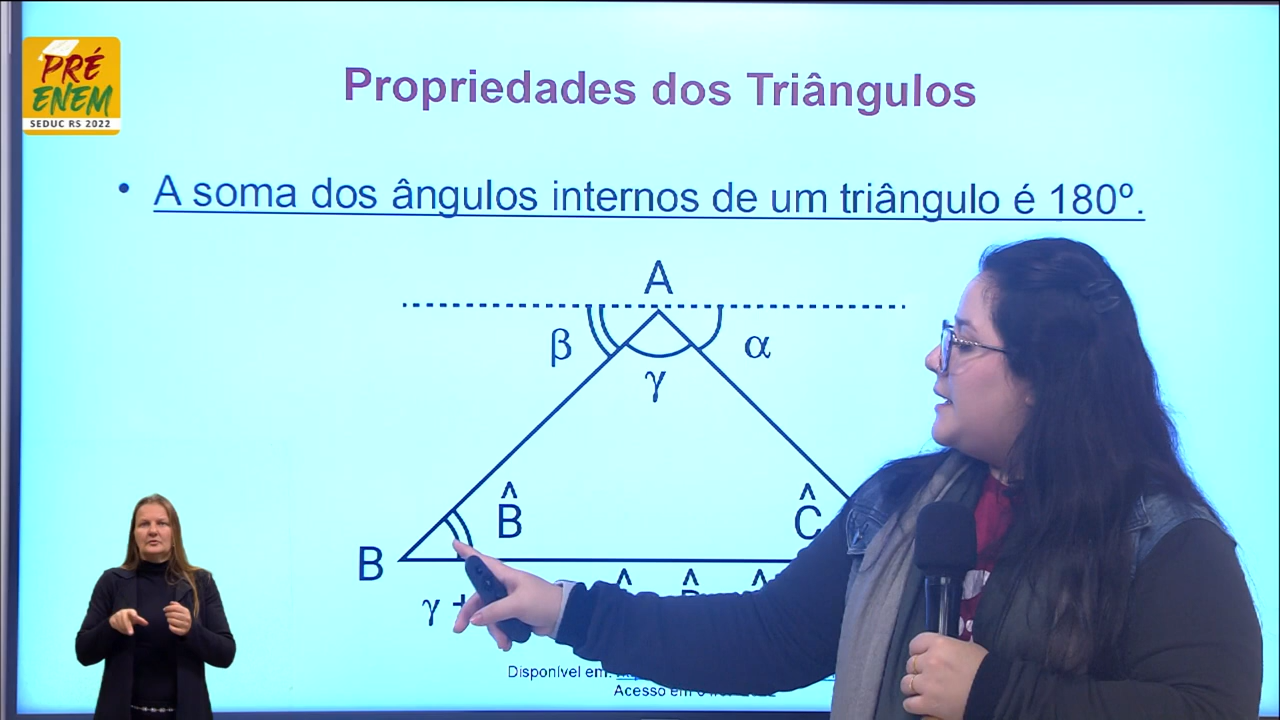 PRÉ
ENEM
SEDUC RS 2022
Propriedades dos Triângulos
• A soma dos ângulos internos de um triângulo é 180º.
A
β
α
γ
B̂
Ĉ
B
γ +
Disponível em:
Acesso em